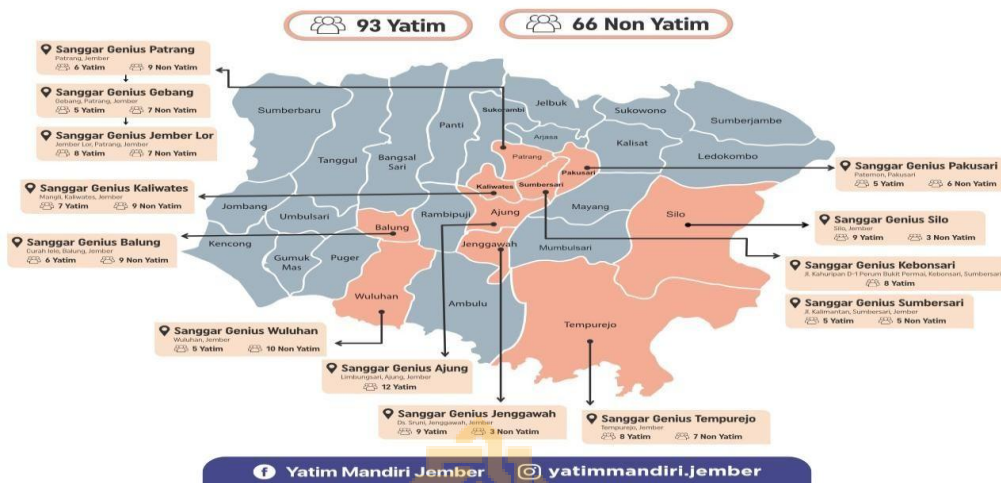 93 Yatim
66 Non Yatim
Sanggar Genius Patrang
Patrang, Jember
6 Yatim 9 Non Yatim
Sanggar Genius Gebang
Gebang, Patrang, Jember
5 Yatim 7 Non Yatim
Sanggar Genius Jember Lor
Jember Lor, Patrang, Jember
8 Yatim 7 Non Yatim
Sanggar Genius Kaliwates
Mangli, Kaliwates, Jember
7 Yatim 9 Non Yatim
Sanggar Genius Balung
Curah lele, Balung, Jember
6 Yatim 9 Non Yatim
Sanggar Genius Wuluhan
Wuluhan, Jember
5 Yatim 10 Non Yatim
Sanggar Genius Ajung
Limbungsari, Ajung, Jember
12 Yatim
Sanggar Genius Jenggawah
Ds. Sruni, Jenggawah, Jember
9 Yatim 3 Non Yatim
Sanggar Genius Tempurejo
Tempurejo, Jember
8 Yatim 7 Non Yatim
Sanggar Genius Pakusari
Patemon, Pakusari
5 Yatim 6 Non Yatim
Sanggar Genius Silo
Silo, Jember
9 Yatim 3 Non Yatim
Sanggar Genius Kebonsari
Jl. Kahuripan D-1 Perum Bukit Permai, Kebonsari, Sumbersari
8 Yatim
Sanggar Genius Sumbersari
Jl. Kalimantan, Sumbersari, Jember
5 Yatim 5 Non Yatim
Sumberbaru
Tanggul
Bangsal
Sari
Panti
Sukorambi
Jelbuk
Arjasa
Sukowono
Sumberjambe
Kalisat
Ledokombo
Patrang
Pakusari
Kaliwates
Sumbersari
Jombang
Umbulsari
Kencong
Gumuk
Mas
Puger
Balung
Rambipuji
Ajung
Jenggawah
Mayang
Mumbulsari
Silo
Wuluhan
Ambulu
Tempurejo
Yatim Mandiri Jember
yatimmandiri.jember